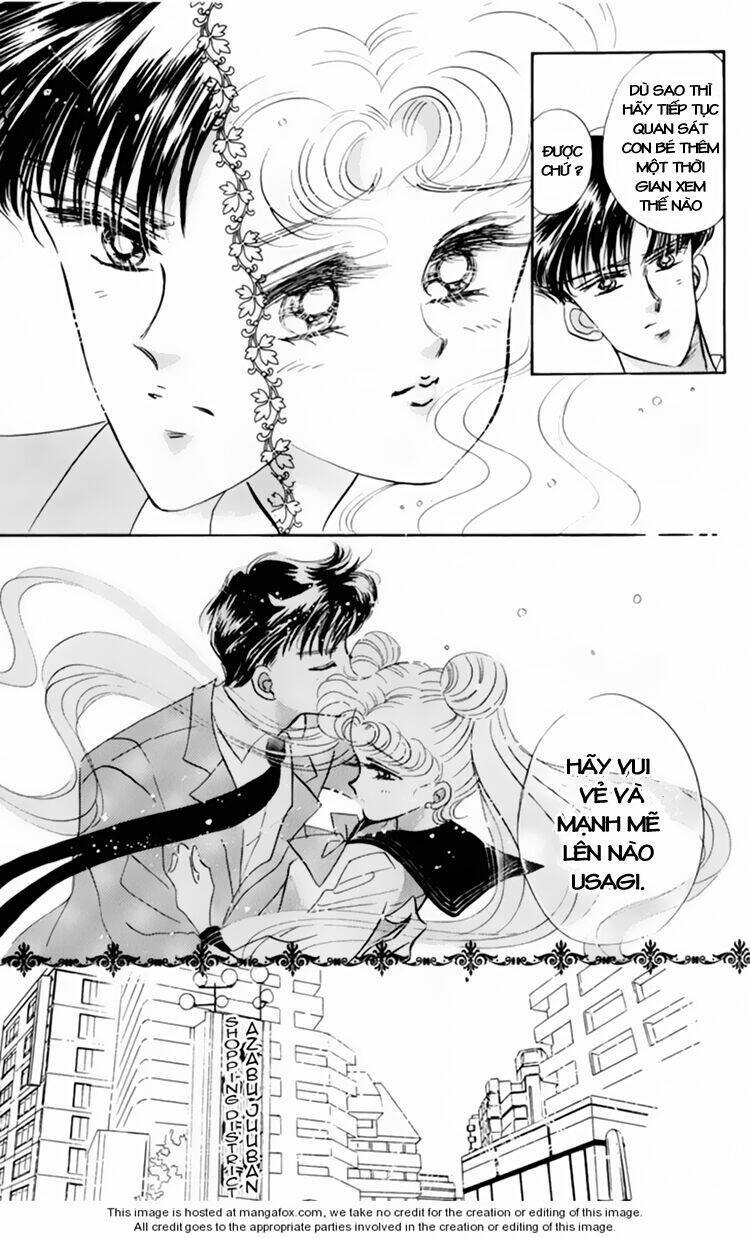 DÙ SAO THÌ
HÃY TIẾP TỤC
QUAN SÁT
CON BÉ THÊM
MỘT THỜI
GIAN XEM
THẾ NÀO
ĐƯỢC
CHỨ ?
HÃY VUI
VẺ VÀ
MẠNH MẼ
LÊN NÀO
USAGI.
AZABU-JUUBAN
SHOPPING DISTRICT
This image is hosted at mangafox.com, we take no credit for the creation or editing of this image.
All credit goes to the appropriate parties involved in the creation or editing of this image.